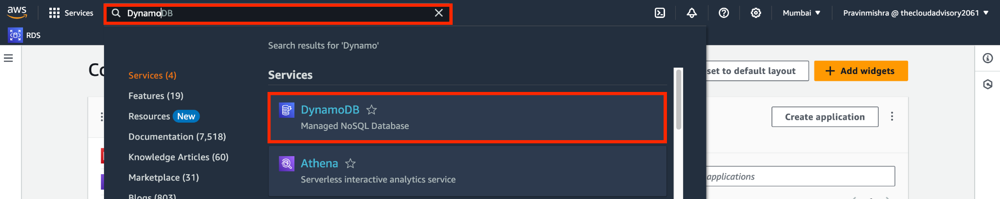 aws
Services
DynamoDB
Mumbai ▼
Pravinmishra @ thecloudadvisory2061 ▼
RDS
Search results for 'Dynamo'
Services (4)
Features (19)
Resources New
Documentation (7,518)
Knowledge Articles (60)
Marketplace (31)
Blogs (803)
Services
DynamoDB
Managed NoSQL Database
Athena
Serverless interactive analytics service
Co
set to default layout
+ Add widgets
Create application
applications